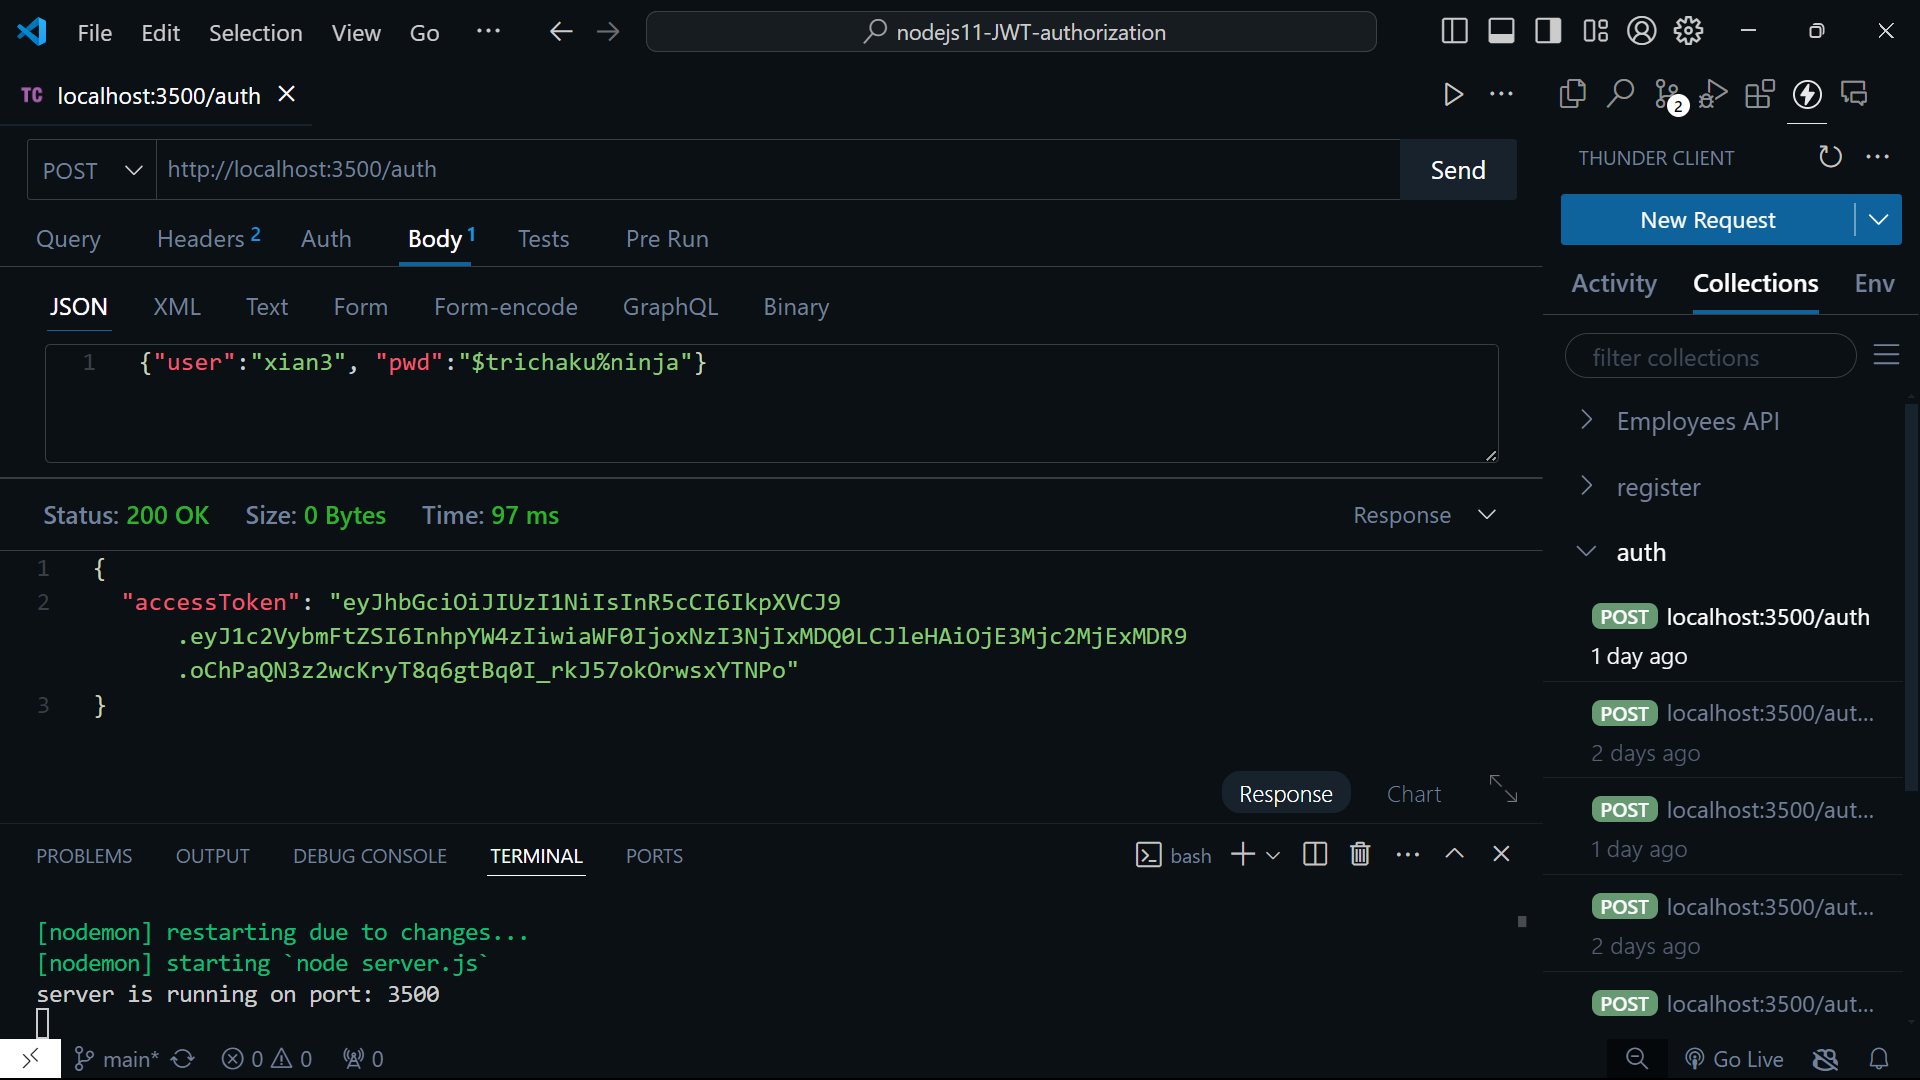 File Edit Selection View Go ···
nodejs11-JWT-authorization
TC localhost:3500/auth
2
POST http://localhost:3500/auth Send
Query Headers 2 Auth Body 1 Tests Pre Run
JSON XML Text Form Form-encode GraphQL Binary
1 {"user":"xian3", "pwd":"$trichaku%ninja"}
Status: 200 OK Size: 0 Bytes Time: 97 ms Response
1 {
2 "accessToken": "eyJhbGciOiJIUzI1NiIsInR5cCI6IkpXVCJ9
.eyJ1c2VybmFtZSI6InhpYW4zIiwiaWF0IjoxNzI3NjIxMDQ0LCJleHAiOjE3Mjc2MjExMDR9
.oChPaQN3z2wcKryT8q6gtBq0I_rkJ57okOrwsxYTNPo"
3 }
Response Chart
PROBLEMS OUTPUT DEBUG CONSOLE TERMINAL PORTS bash
[nodemon] restarting due to changes...
[nodemon] starting `node server.js`
server is running on port: 3500
THUNDER CLIENT
New Request
Activity Collections Env
filter collections
Employees API
register
auth
POST localhost:3500/auth
1 day ago
POST localhost:3500/aut...
2 days ago
POST localhost:3500/aut...
1 day ago
POST localhost:3500/aut...
2 days ago
POST localhost:3500/aut...
main* 0 0 0 Go Live